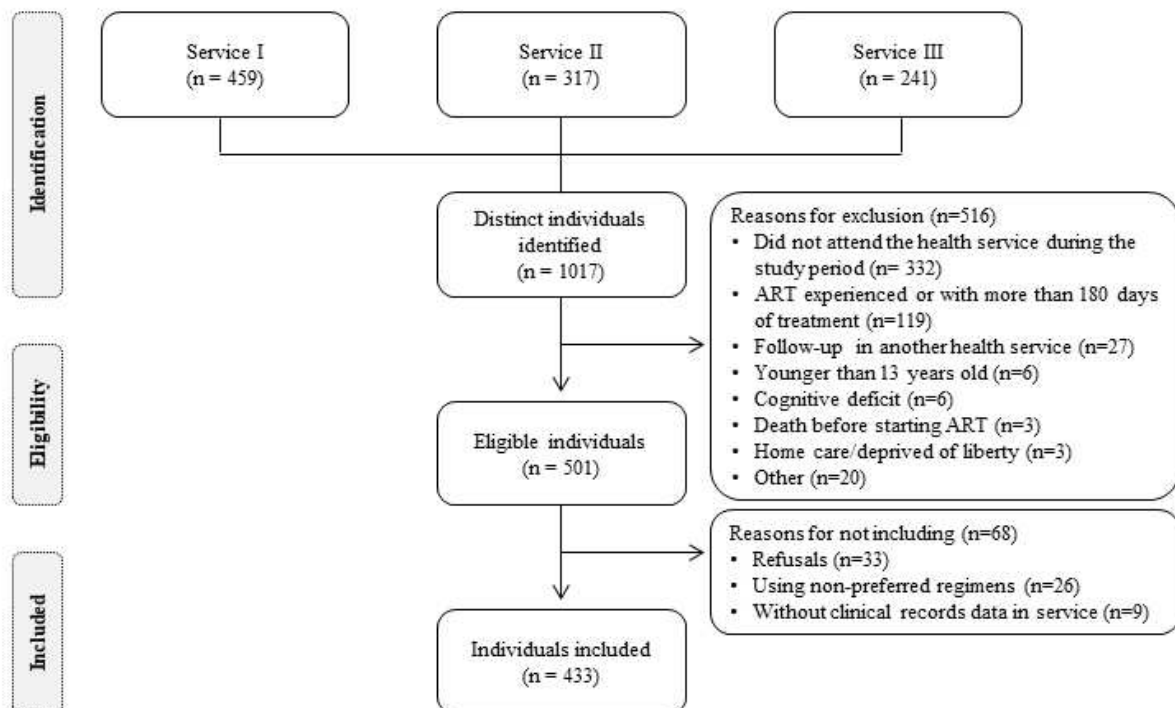 Identification
Service I
(n = 459)
Service II
(n = 317)
Service III
(n = 241)
Distinct individuals
identified
(n = 1017)
Reasons for exclusion (n=516)
• Did not attend the health service during the
study period (n= 332)
• ART experienced or with more than 180 days
of treatment (n=119)
• Follow-up in another health service (n=27)
• Younger than 13 years old (n=6)
• Cognitive deficit (n=6)
• Death before starting ART (n=3)
• Home care/deprived of liberty (n=3)
• Other (n=20)
Eligibility
Eligible individuals
(n = 501)
Reasons for not including (n=68)
• Refusals (n=33)
• Using non-preferred regimens (n=26)
• Without clinical records data in service (n=9)
Included
Individuals included
(n = 433)